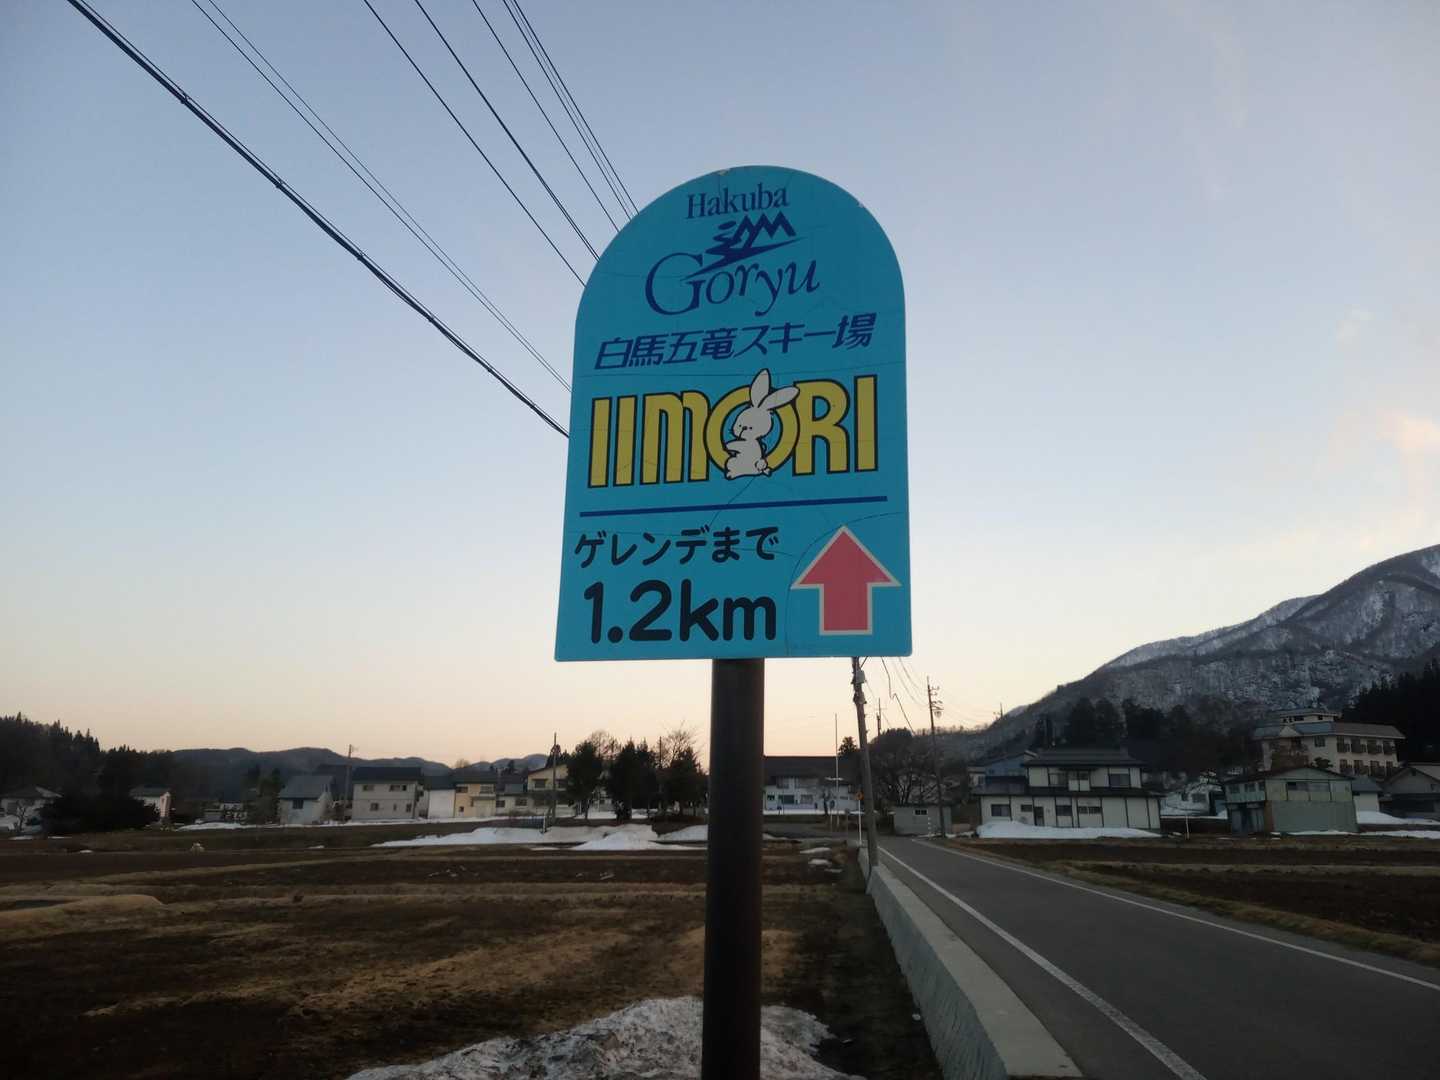 Hakuba
Goryu
白馬五竜スキー場
IIMORI
ゲレンデまで
1.2km